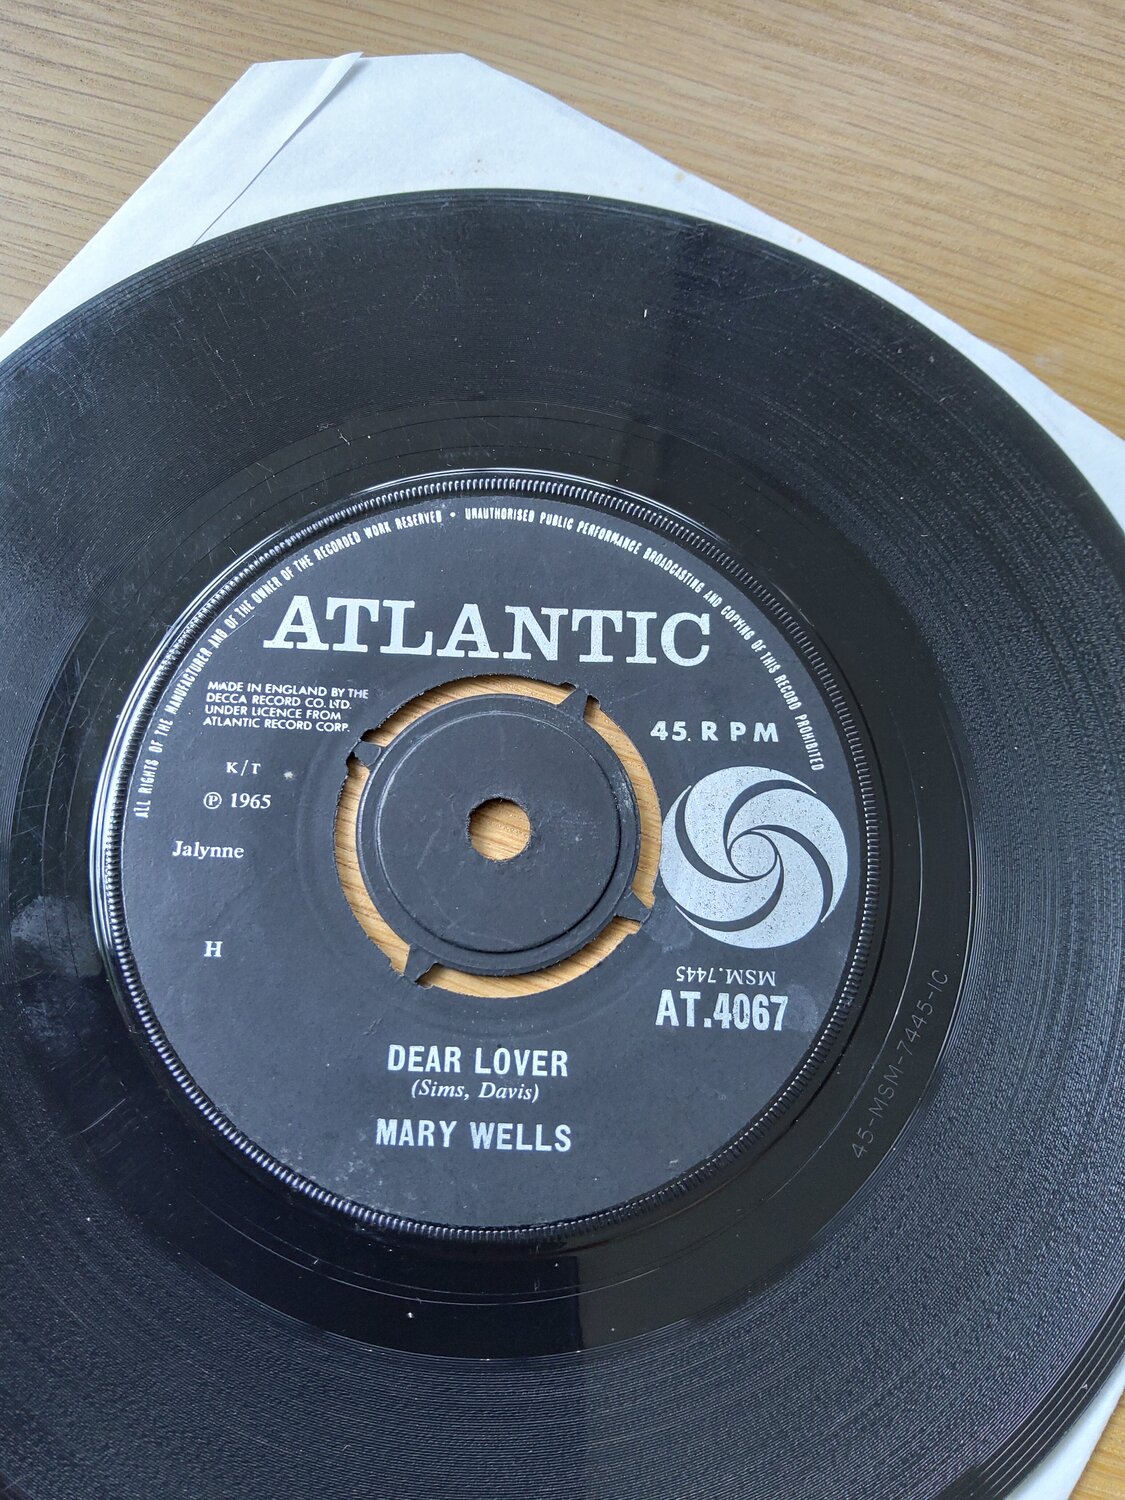 ALL RIGHTS OF THE MANUFACTURER AND OF THE OWNER OF THE RECORDED WORK RESERVED • UNAUTHORISED PUBLIC PERFORMANCE BROADCASTING AND COPYING OF THIS RECORD PROHIBITED
ATLANTIC
MADE IN ENGLAND BY THE
DECCA RECORD CO. LTD.
UNDER LICENCE FROM
ATLANTIC RECORD CORP.
45. RPM
K/T
℗ 1965
Jalynne
H
MSM.7445
AT.4067
DEAR LOVER
(Sims, Davis)
MARY WELLS
45-MSM-7445-1C